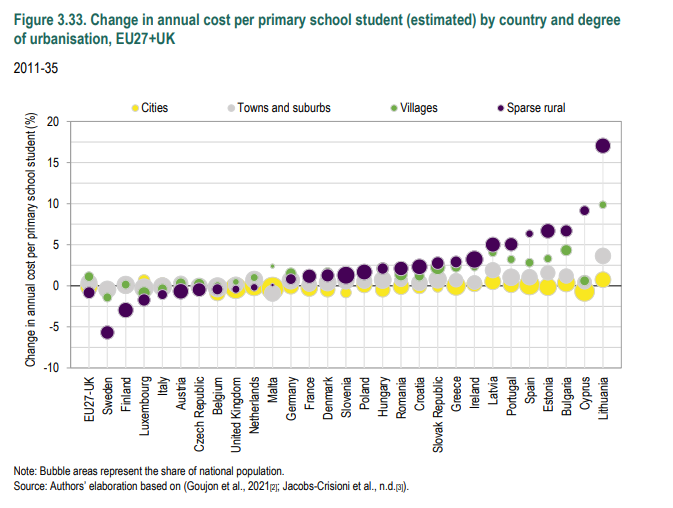 Figure 3.33. Change in annual cost per primary school student (estimated) by country and degree
of urbanisation, EU27+UK
2011-35
Cities
Towns and suburbs
Villages
Sparse rural
Change in annual cost per primary school student (%)
20
15
10
5
0
-5
-10
EU27-UK
Sweden
Finland
Luxembourg
Italy
Austria
Czech Republic
Belgium
United Kingdom
Netherlands
Malta
Germany
France
Denmark
Slovenia
Poland
Hungary
Romania
Croatia
Slovak Republic
Greece
Ireland
Latvia
Portugal
Spain
Estonia
Bulgaria
Cyprus
Lithuania
Note: Bubble areas represent the share of national population.
Source: Authors' elaboration based on (Goujon et al., 2021[2]; Jacobs-Crisioni et al., n.d.[3]).